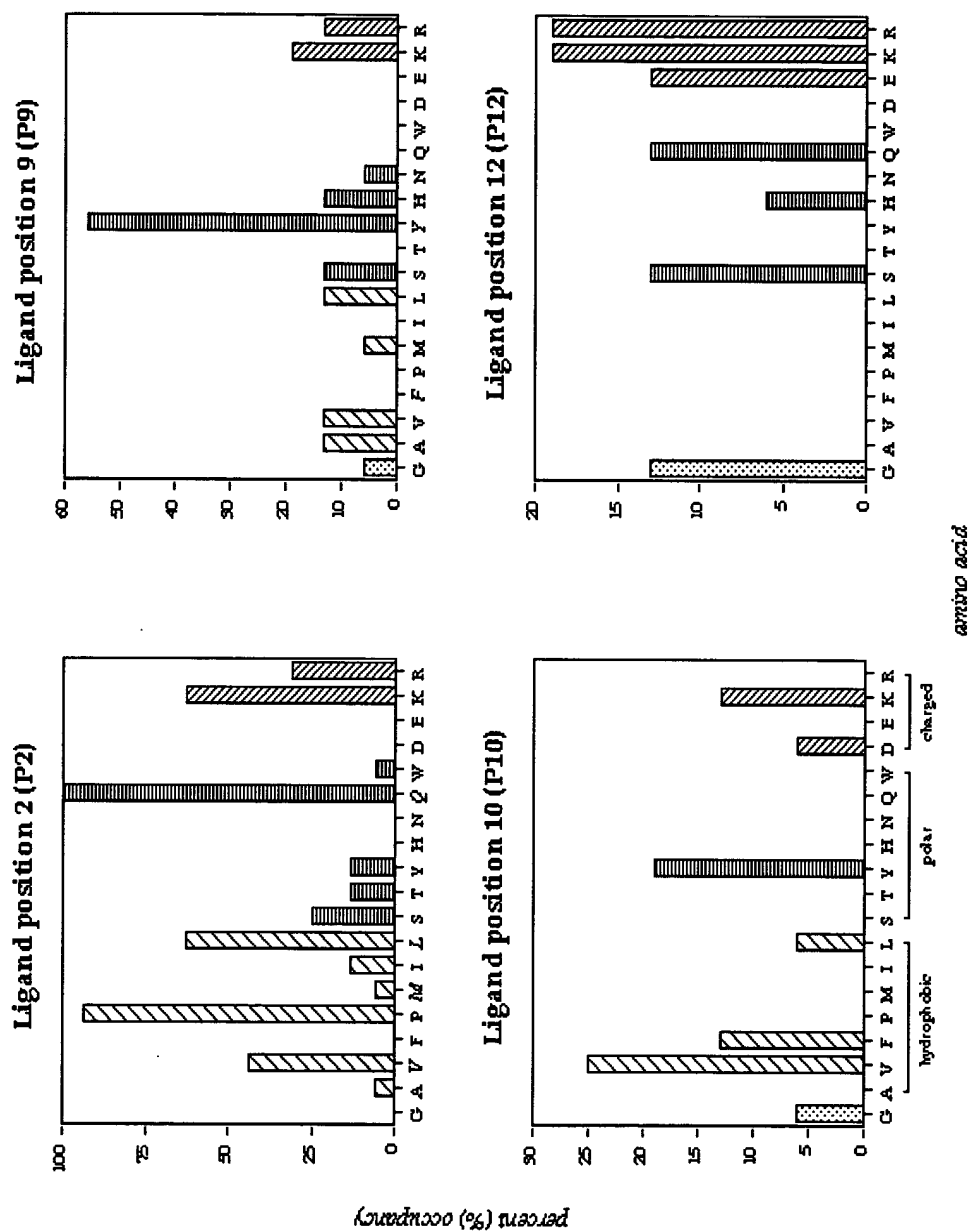 Ligand position 2 (P2)
100
75
50
25
0
G A V F P M I L S T Y H N Q W D E K R
Ligand position 9 (P9)
60
50
40
30
20
10
0
G A V F P M I L S T Y H N Q W D E K R
percent (%) occupancy
Ligand position 10 (P10)
30
25
20
15
10
5
0
G A V F P M I L S T Y H N Q W D E K R
hydrophobic
polar
charged
Ligand position 12 (P12)
20
15
10
5
0
G A V F P M I L S T Y H N Q W D E K R
amino acid